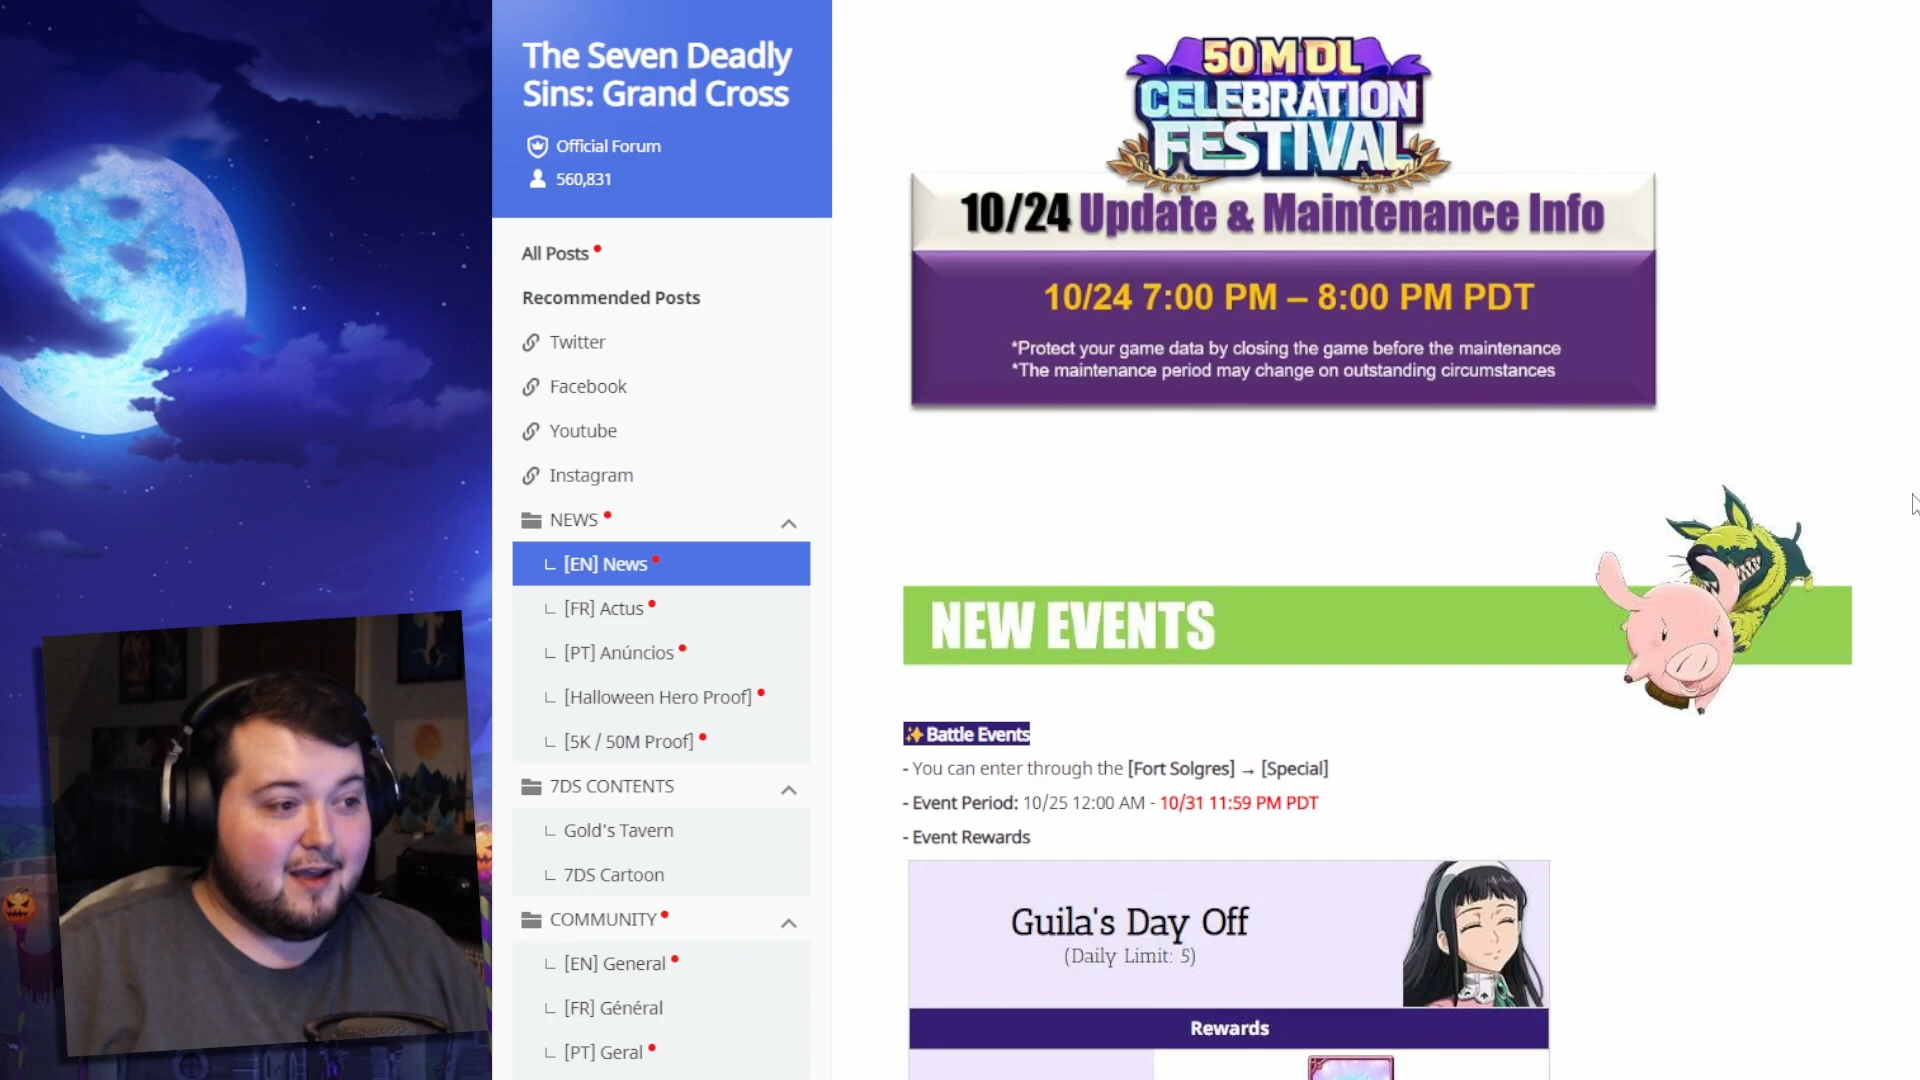 The Seven Deadly
Sins: Grand Cross
Official Forum
560,831
All Posts
Recommended Posts
Twitter
Facebook
Youtube
Instagram
NEWS
[EN] News
[FR] Actus
[PT] Anúncios
[Halloween Hero Proof]
[5K / 50M Proof]
7DS CONTENTS
Gold's Tavern
7DS Cartoon
COMMUNITY
[EN] General
[FR] Général
[PT] Geral
50M DL
CELEBRATION
FESTIVAL
10/24 Update & Maintenance Info
10/24 7:00 PM – 8:00 PM PDT
*Protect your game data by closing the game before the maintenance
*The maintenance period may change on outstanding circumstances
NEW EVENTS
✨Battle Events
- You can enter through the [Fort Solgres] → [Special]
- Event Period: 10/25 12:00 AM - 10/31 11:59 PM PDT
- Event Rewards
Guila's Day Off
(Daily Limit: 5)
Rewards